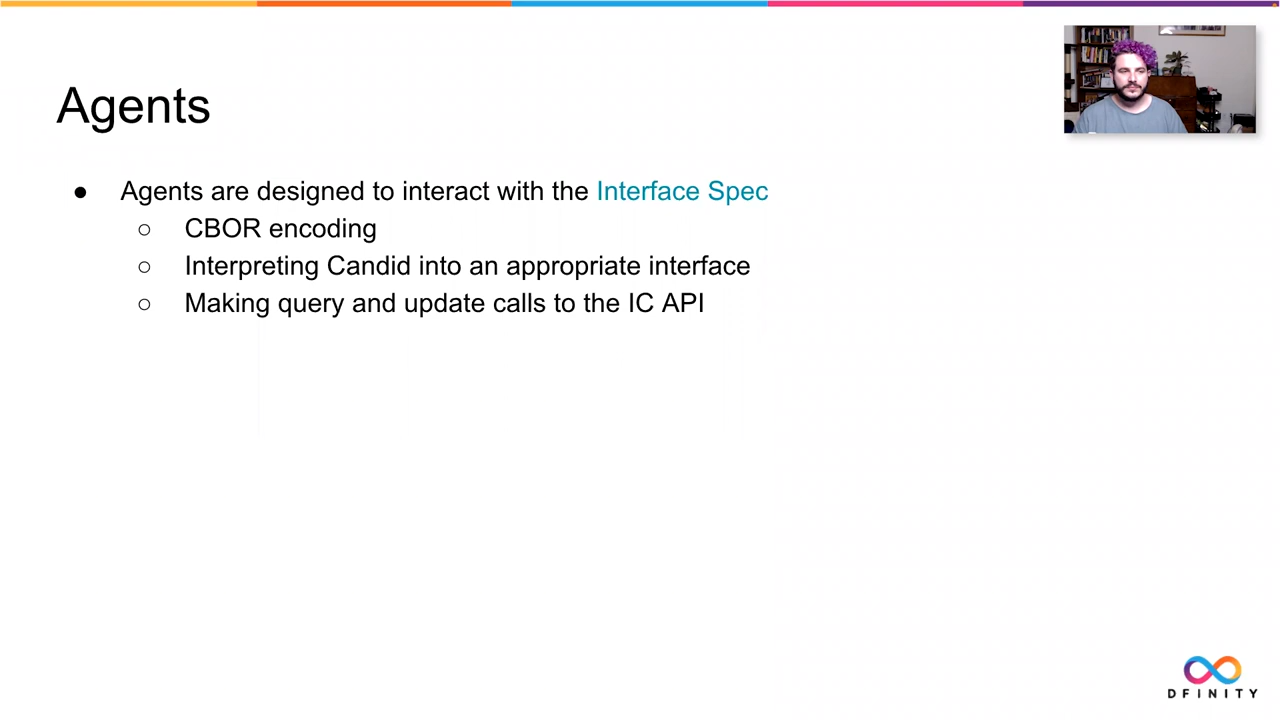 Agents
● Agents are designed to interact with the Interface Spec
○ CBOR encoding
○ Interpreting Candid into an appropriate interface
○ Making query and update calls to the IC API
DFINITY